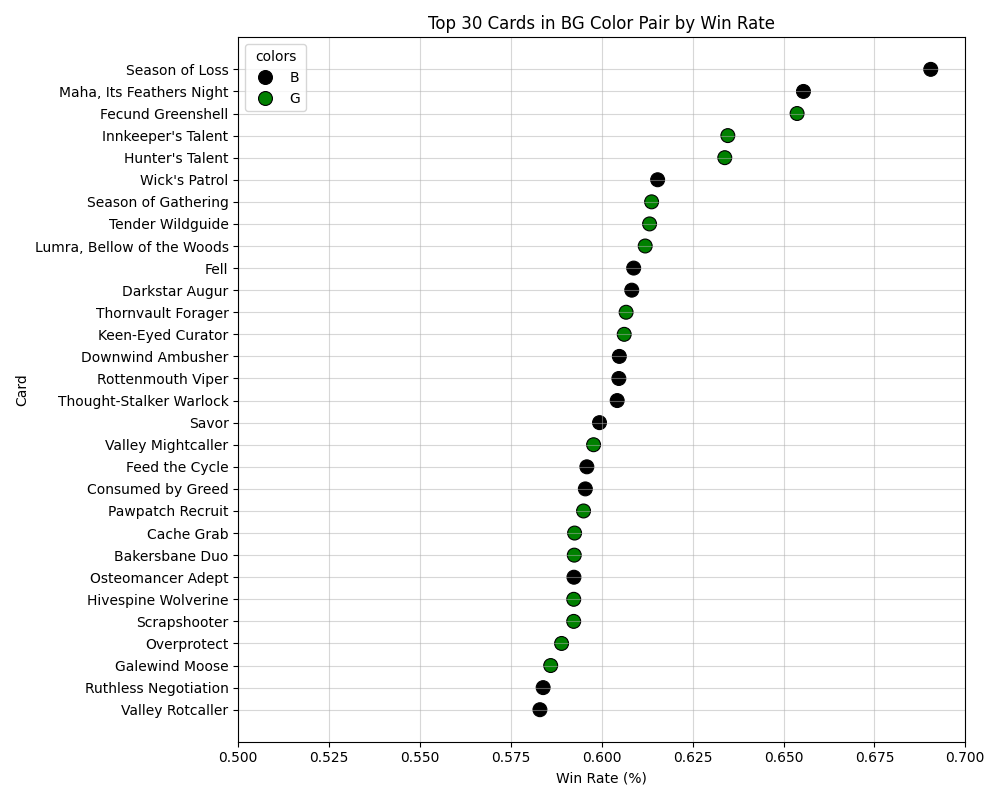 Top 30 Cards in BG Color Pair by Win Rate
colors
B
G
Season of Loss
Maha, Its Feathers Night
Fecund Greenshell
Innkeeper's Talent
Hunter's Talent
Wick's Patrol
Season of Gathering
Tender Wildguide
Lumra, Bellow of the Woods
Fell
Darkstar Augur
Thornvault Forager
Keen-Eyed Curator
Downwind Ambusher
Rottenmouth Viper
Thought-Stalker Warlock
Savor
Valley Mightcaller
Feed the Cycle
Consumed by Greed
Pawpatch Recruit
Cache Grab
Bakersbane Duo
Osteomancer Adept
Hivespine Wolverine
Scrapshooter
Overprotect
Galewind Moose
Ruthless Negotiation
Valley Rotcaller
Card
0.500 0.525 0.550 0.575 0.600 0.625 0.650 0.675 0.700
Win Rate (%)